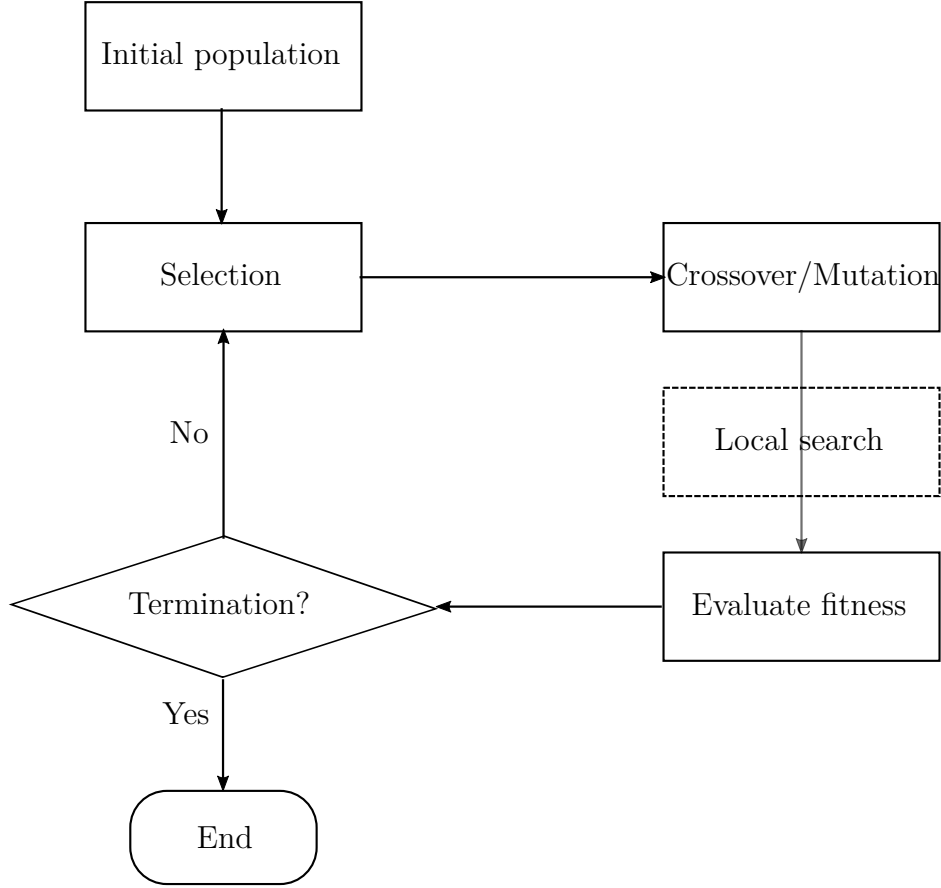 Initial population
Selection
Crossover/Mutation
No
Local search
Termination?
Evaluate fitness
Yes
End